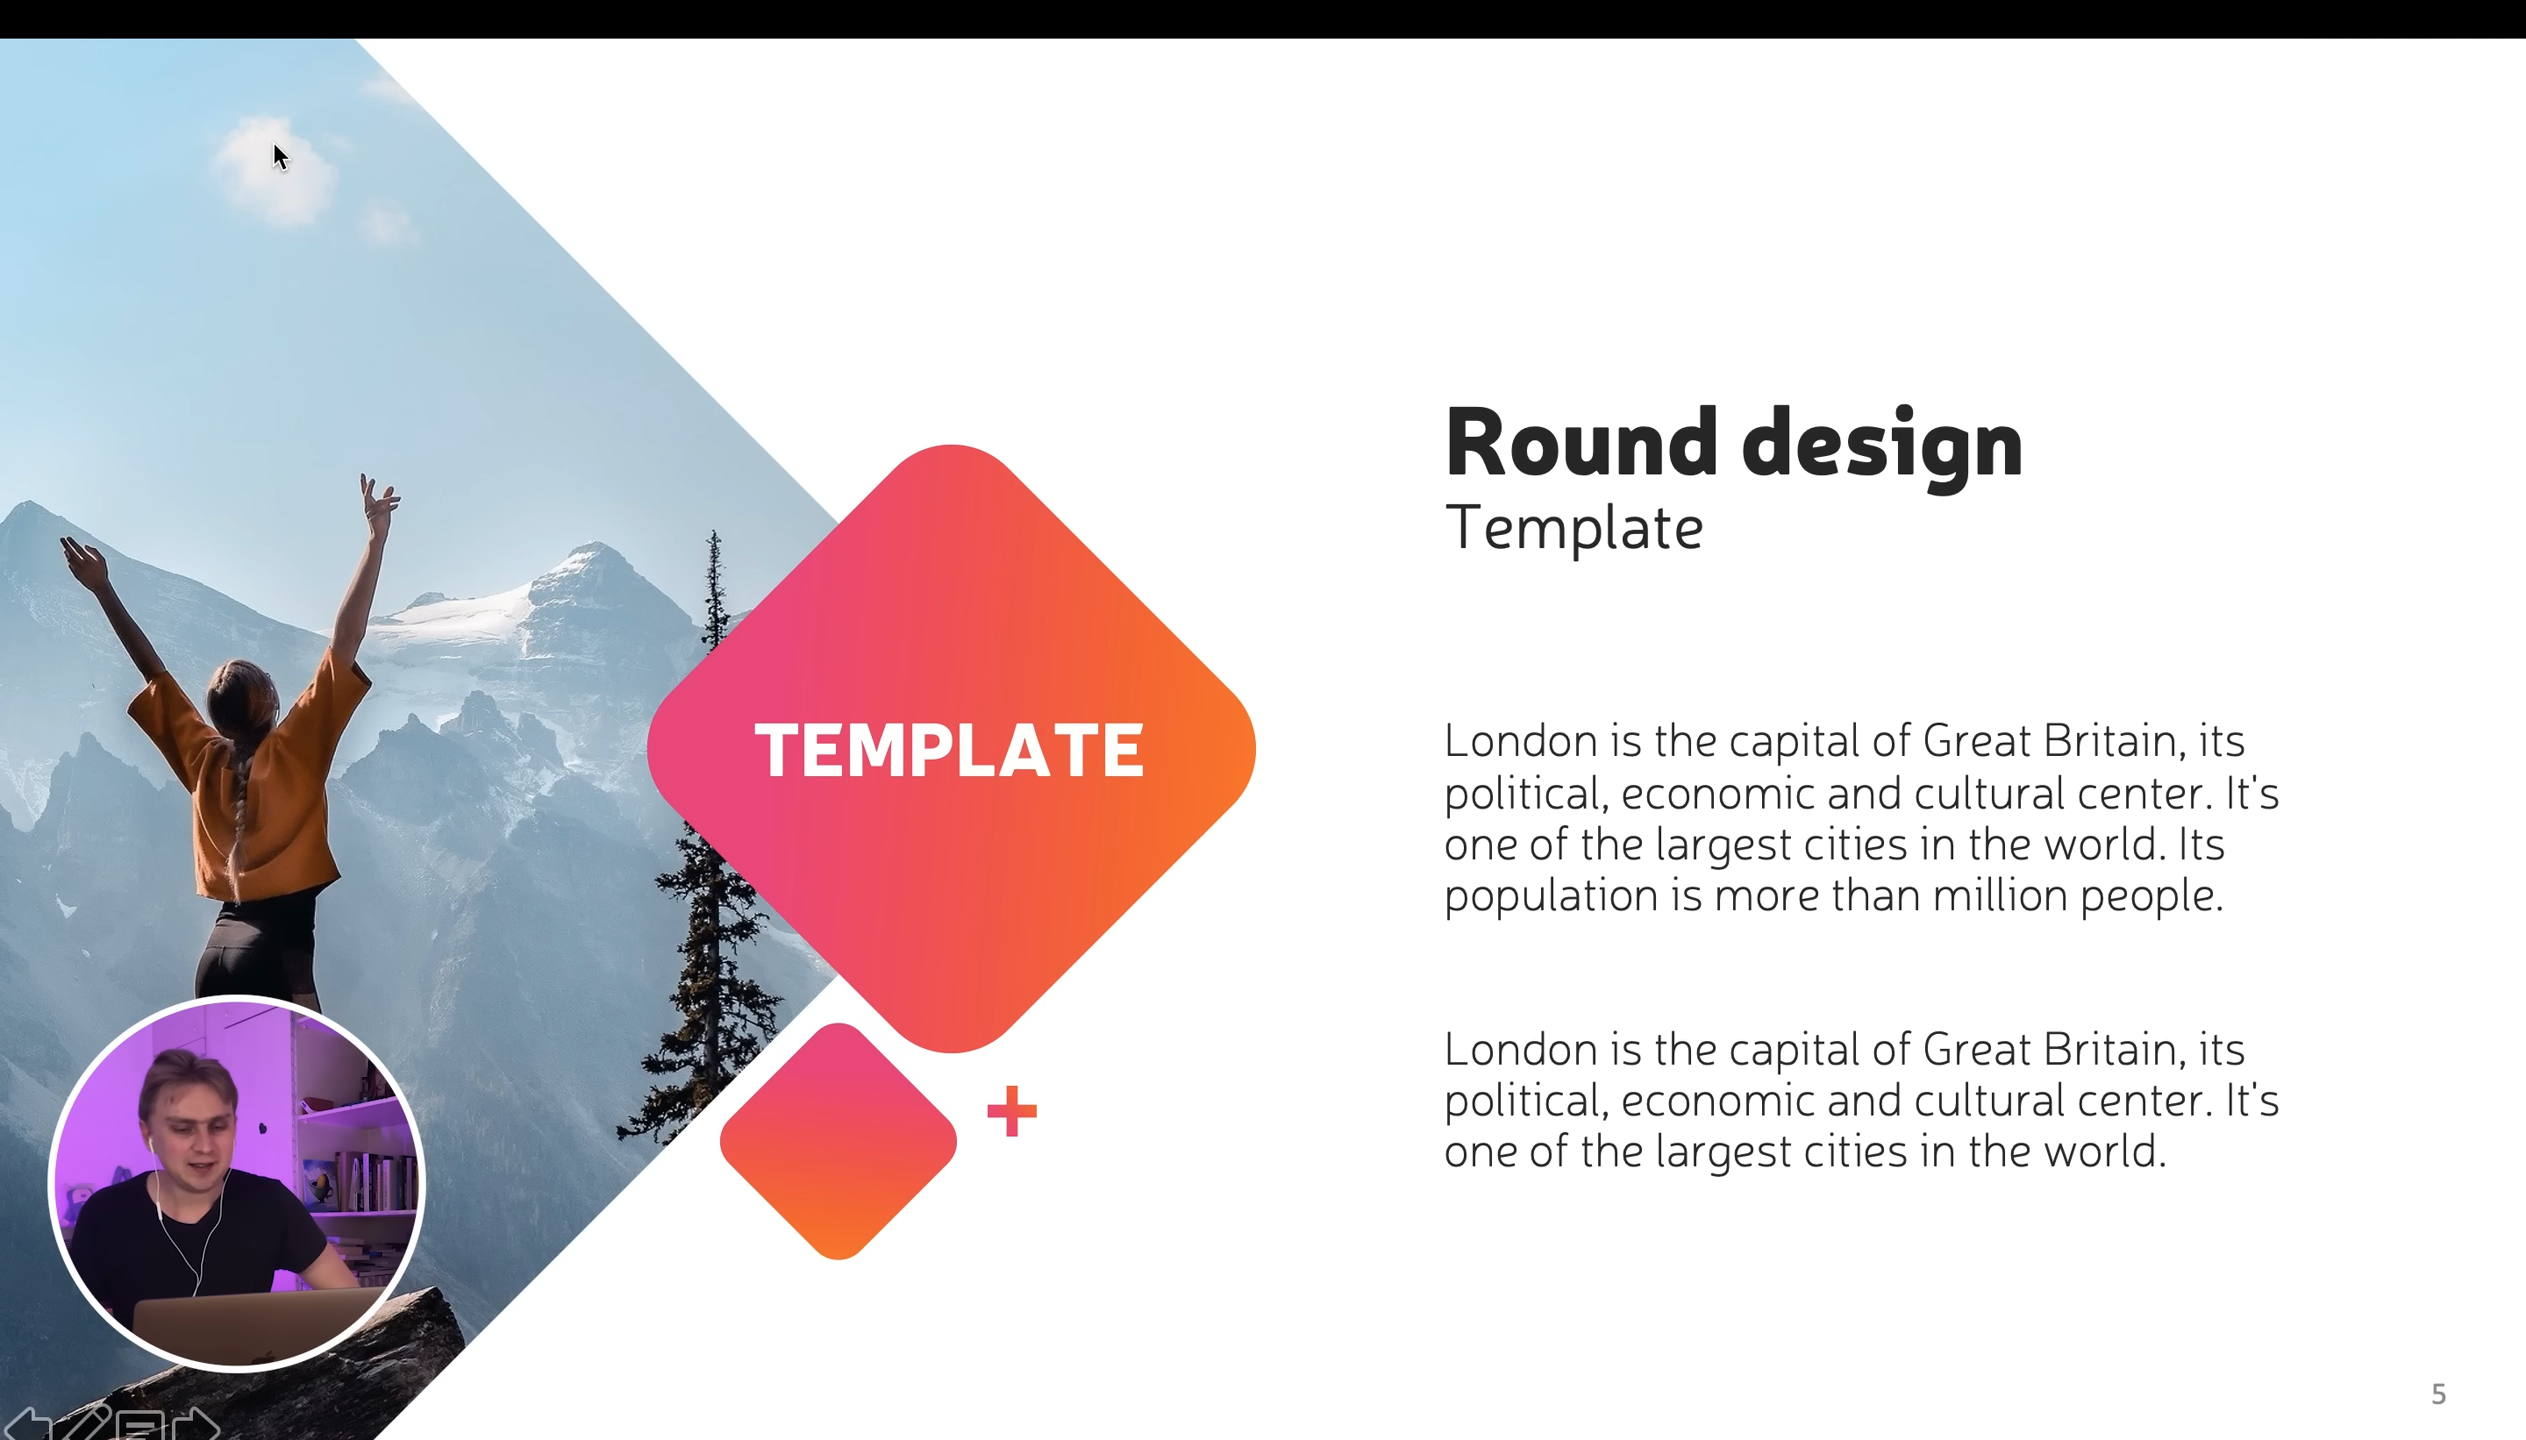 TEMPLATE
Round design
Template
London is the capital of Great Britain, its
political, economic and cultural center. It's
one of the largest cities in the world. Its
population is more than million people.
London is the capital of Great Britain, its
political, economic and cultural center. It's
one of the largest cities in the world.
5